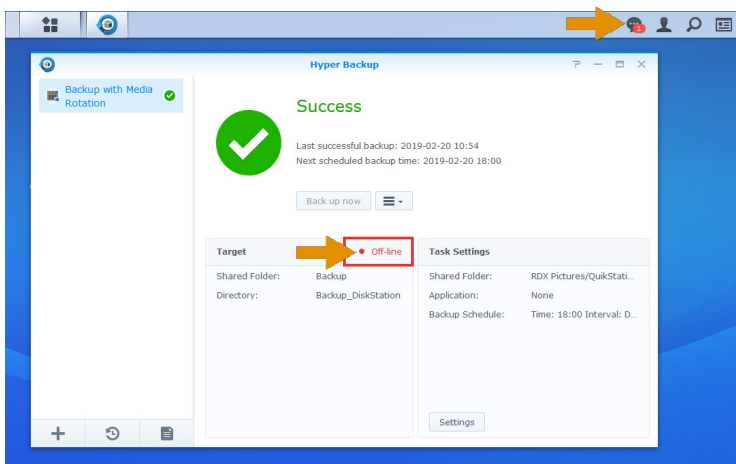 1
Hyper Backup
Backup with Media
Rotation
Success
Last successful backup: 2019-02-20 10:54
Next scheduled backup time: 2019-02-20 18:00
Back up now
Target
Off-line
Shared Folder: Backup
Directory: Backup_DiskStation
Task Settings
Shared Folder: RDX Pictures/QuikStati...
Application: None
Backup Schedule: Time: 18:00 Interval: D...
Settings